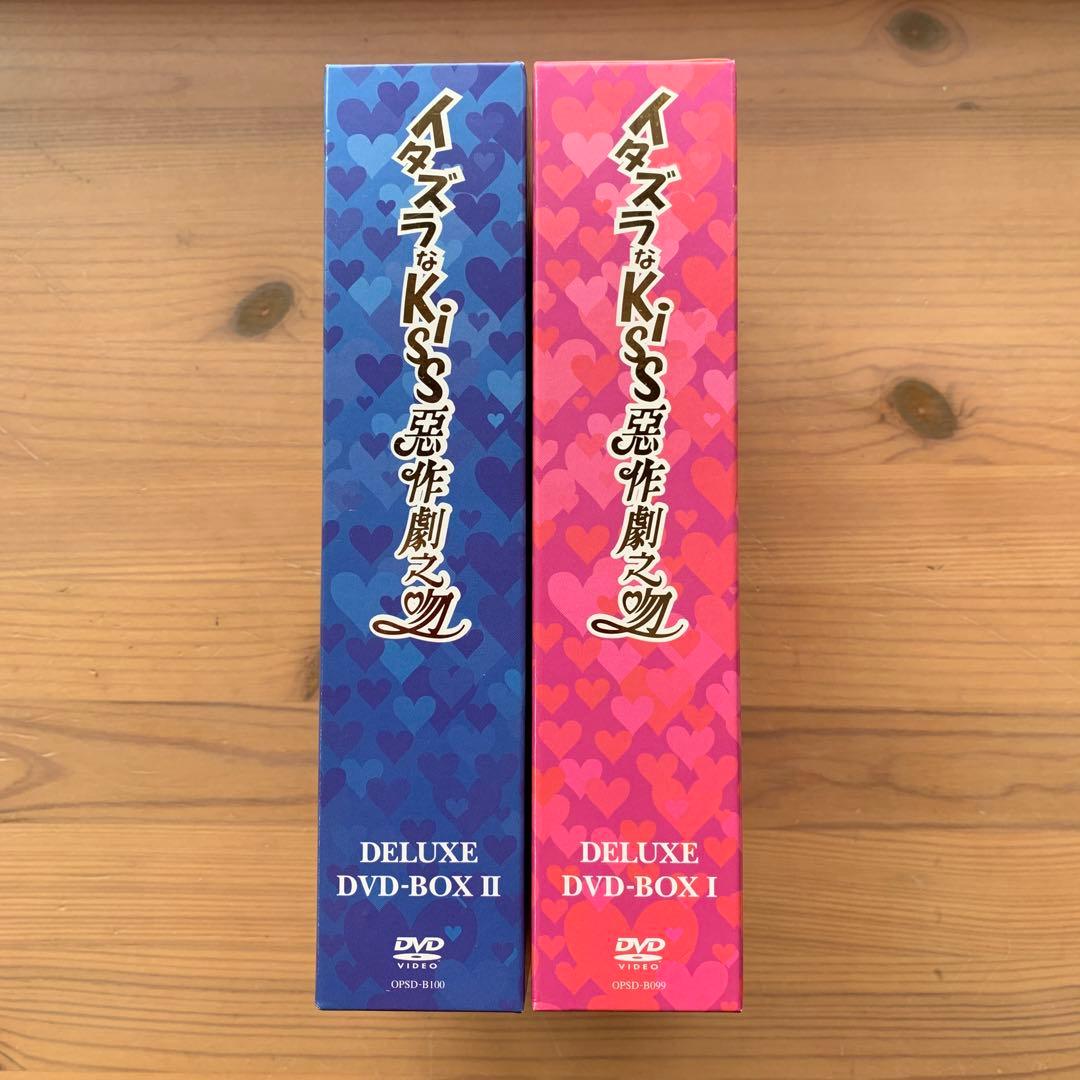 イタズラなKiss惡作劇之吻
DELUXE
DVD-BOX II
DVD
VIDEO
OPSD-B100
イタズラなKiss惡作劇之吻
DELUXE
DVD-BOX I
DVD
VIDEO
OPSD-B099